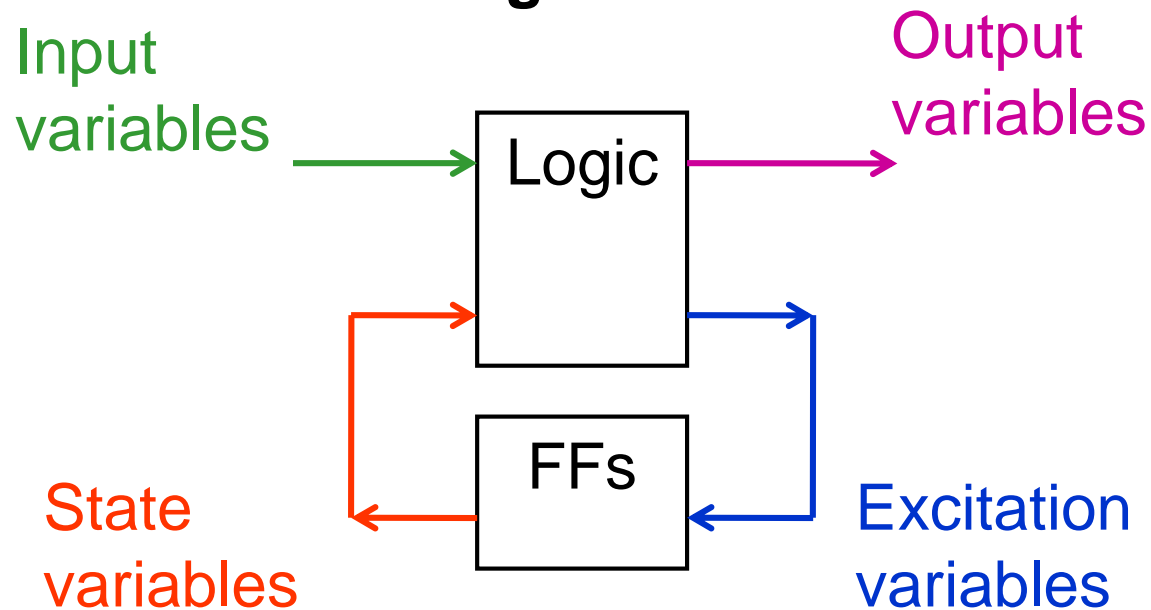 Input
variables
Output
variables
Logic
FFs
State
variables
Excitation
variables